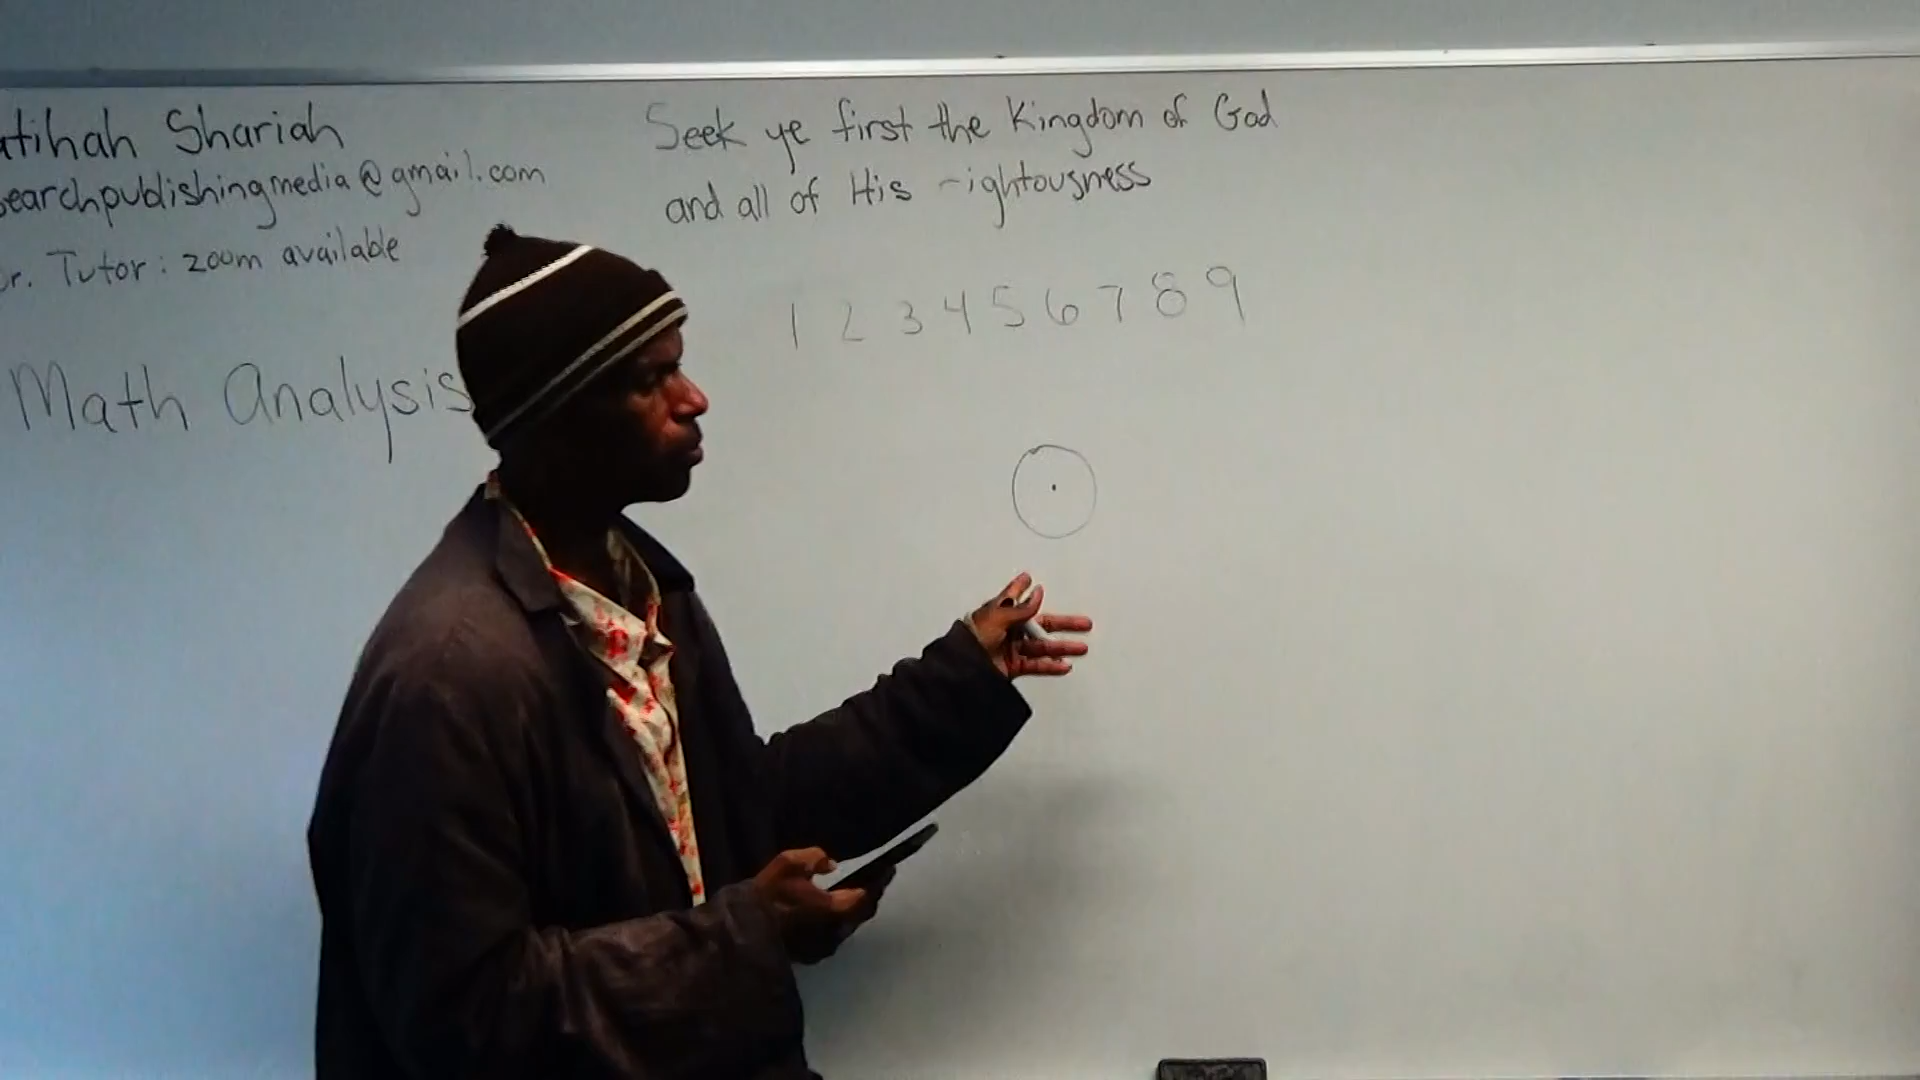 atihah Shariah
searchpublishingmedia@gmail.com
r. Tutor: zoom available
Math Analysis
Seek ye first the Kingdom of God
and all of His rightousness
1 2 3 4 5 6 7 8 9